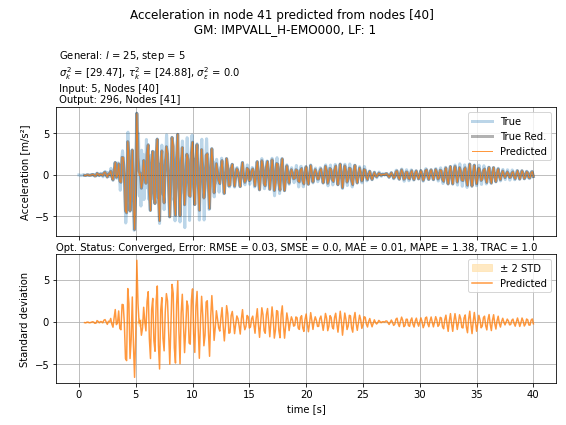 Acceleration in node 41 predicted from nodes [40]
GM: IMPVALL_H-EMO000, LF: 1
General: l = 25, step = 5
σ²ₖ = [29.47], τ²ₖ = [24.88], σ²ε = 0.0
Input: 5, Nodes [40]
Output: 296, Nodes [41]
Acceleration [m/s²]
5
0
−5
True
True Red.
Predicted
Opt. Status: Converged, Error: RMSE = 0.03, SMSE = 0.0, MAE = 0.01, MAPE = 1.38, TRAC = 1.0
Standard deviation
5
0
−5
± 2 STD
Predicted
0 5 10 15 20 25 30 35 40
time [s]